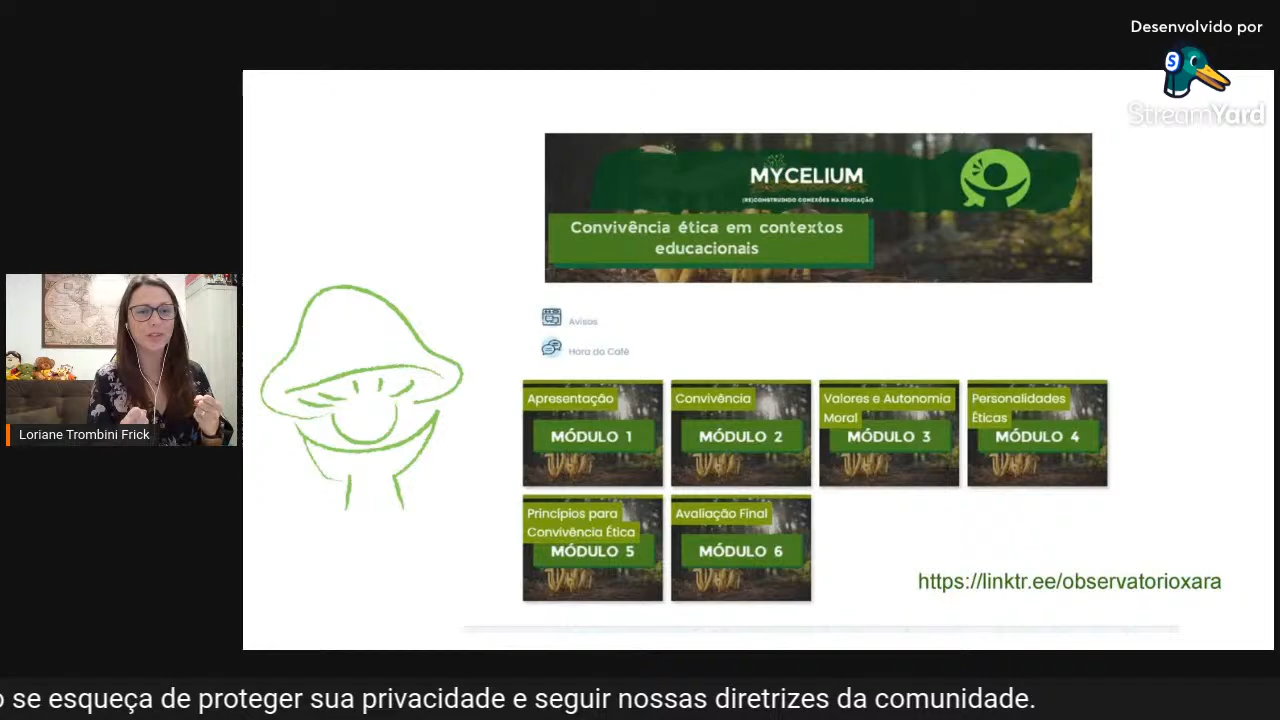 Desenvolvido por
StreamYard
MYCELIUM
(RE)CONSTRUINDO CONEXÕES NA EDUCAÇÃO
Convivência ética em contextos
educacionais
Avisos
Hora do Café
Apresentação
MÓDULO 1
Convivência
MÓDULO 2
Valores e Autonomia
Moral
MÓDULO 3
Personalidades
Éticas
MÓDULO 4
Princípios para
Convivência Ética
MÓDULO 5
Avaliação Final
MÓDULO 6
https://linktr.ee/observatorioxara
Loriane Trombini Frick
o se esqueça de proteger sua privacidade e seguir nossas diretrizes da comunidade.